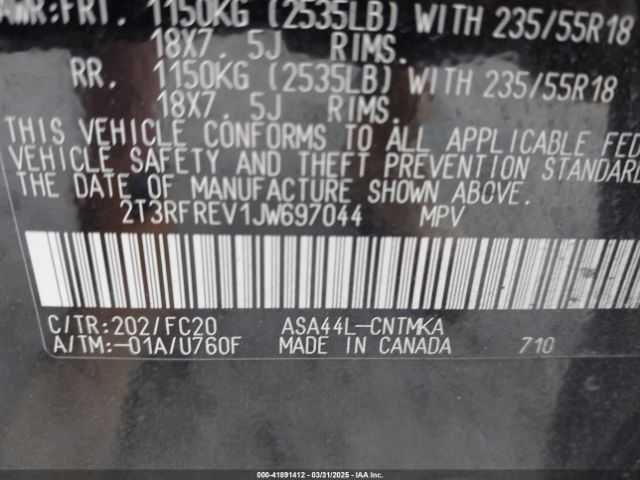 AWR:FRT. 1150KG (2535LB) WITH 235/55R18
18X7. 5J RIMS.
RR. 1150KG (2535LB) WITH 235/55R18
18X7. 5J RIMS.
THIS VEHICLE CONFORMS TO ALL APPLICABLE FED
VEHICLE SAFETY AND THEFT PREVENTION STANDAR
THE DATE OF MANUFACTURE SHOWN ABOVE.
2T3RFREV1JW697044 MPV
C/TR:202/FC20 ASA44L-CNTMKA
A/TM:-01A/U760F MADE IN CANADA 710
000-41891412 | 03/31/2025 | IAA, Inc.